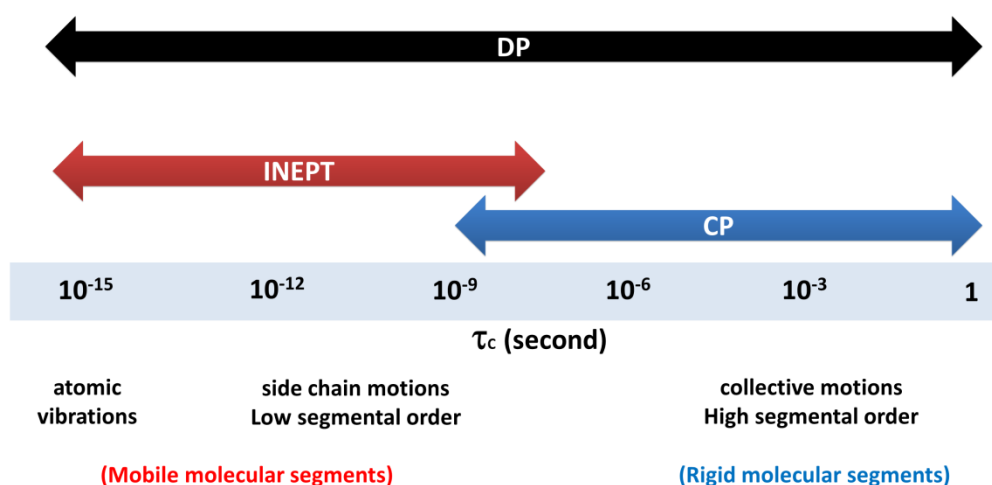 DP
INEPT
CP
10⁻¹⁵ 10⁻¹² 10⁻⁹ 10⁻⁶ 10⁻³ 1
τc (second)
atomic side chain motions collective motions
vibrations Low segmental order High segmental order
(Mobile molecular segments) (Rigid molecular segments)